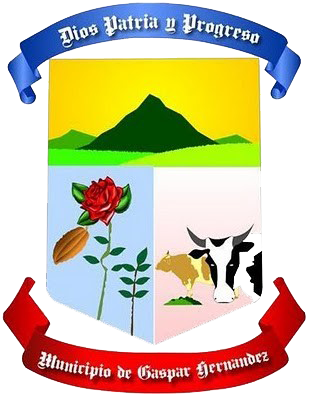 Dios Patria y Progreso
Municipio de Gaspar Hernandez